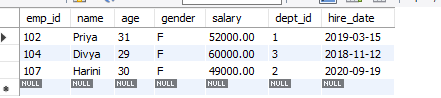 emp_id name age gender salary dept_id hire_date
102 Priya 31 F 52000.00 1 2019-03-15
104 Divya 29 F 60000.00 3 2018-11-12
107 Harini 30 F 49000.00 2 2020-09-19
NULL NULL NULL NULL NULL NULL NULL